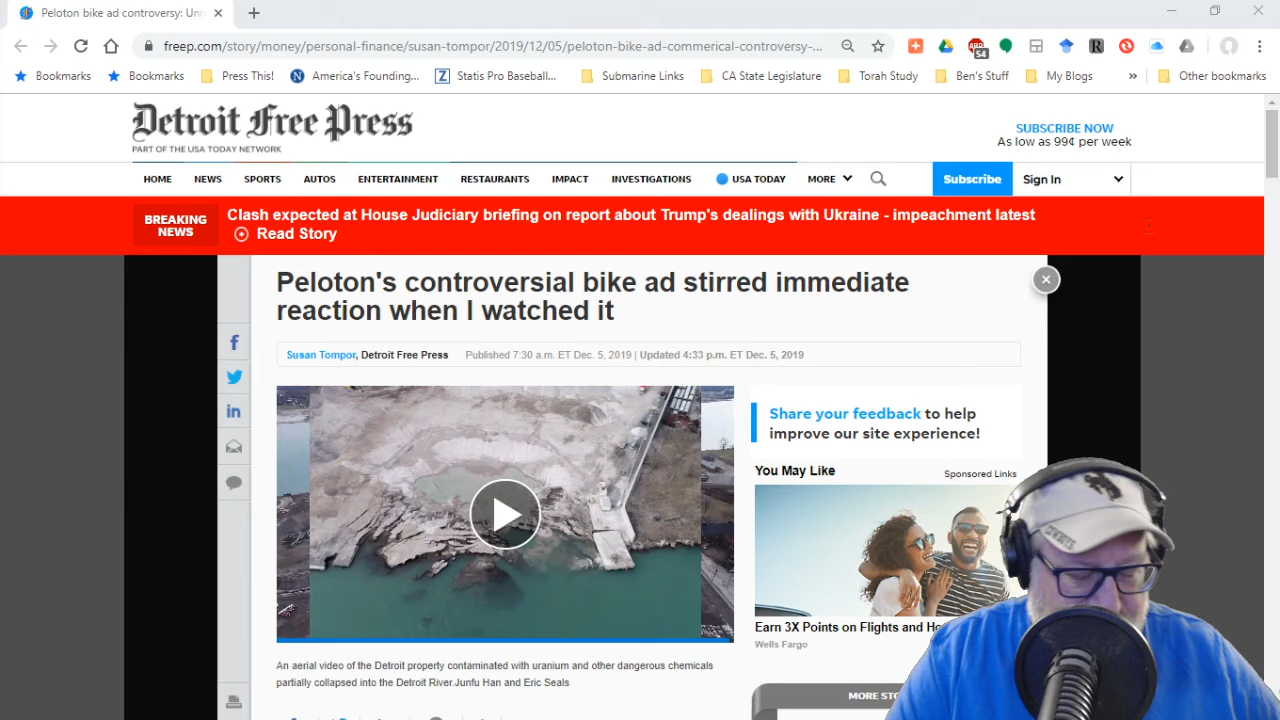 Peloton bike ad controversy: Unn
freep.com/story/money/personal-finance/susan-tompor/2019/12/05/peloton-bike-ad-commerical-controversy-...
54
Bookmarks
Bookmarks
Press This!
America's Founding...
Statis Pro Baseball...
Submarine Links
CA State Legislature
Torah Study
Ben's Stuff
My Blogs
Other bookmarks
Detroit Free Press
PART OF THE USA TODAY NETWORK
SUBSCRIBE NOW
As low as 99¢ per week
HOME
NEWS
SPORTS
AUTOS
ENTERTAINMENT
RESTAURANTS
IMPACT
INVESTIGATIONS
USA TODAY
MORE
Subscribe
Sign In
BREAKING
NEWS
Clash expected at House Judiciary briefing on report about Trump's dealings with Ukraine - impeachment latest
Read Story
Peloton's controversial bike ad stirred immediate
reaction when I watched it
Susan Tompor, Detroit Free Press Published 7:30 a.m. ET Dec. 5, 2019 | Updated 4:33 p.m. ET Dec. 5, 2019
Share your feedback to help
improve our site experience!
You May Like
Sponsored Links
Earn 3X Points on Flights and
Wells Fargo
An aerial video of the Detroit property contaminated with uranium and other dangerous chemicals
partially collapsed into the Detroit River.Junfu Han and Eric Seals
MORE